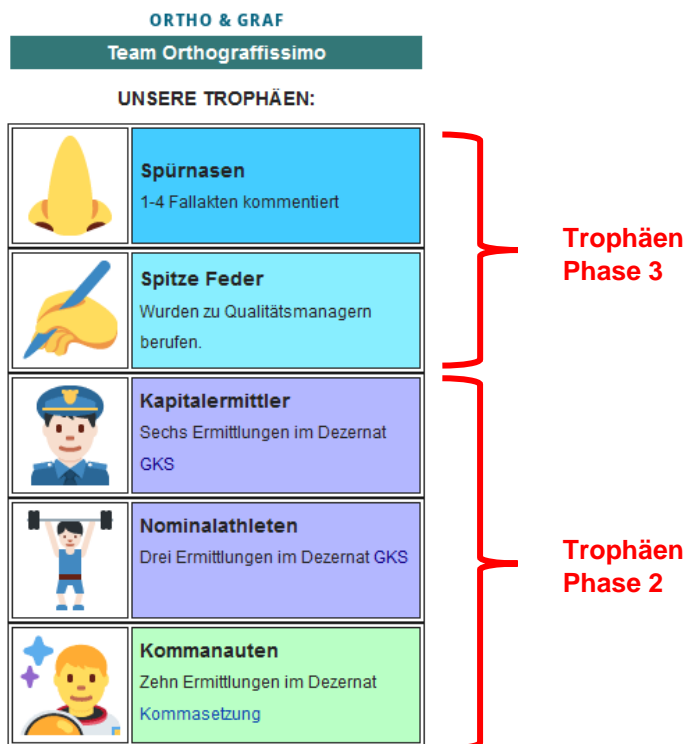 ORTHO & GRAF
Team Orthograffissimo
UNSERE TROPHÄEN:
Spürnasen
1-4 Fallakten kommentiert
Spitze Feder
Wurden zu Qualitätsmanagern
berufen.
Trophäen
Phase 3
Kapitalermittler
Sechs Ermittlungen im Dezernat
GKS
Nominalathleten
Drei Ermittlungen im Dezernat GKS
Kommanauten
Zehn Ermittlungen im Dezernat
Kommasetzung
Trophäen
Phase 2